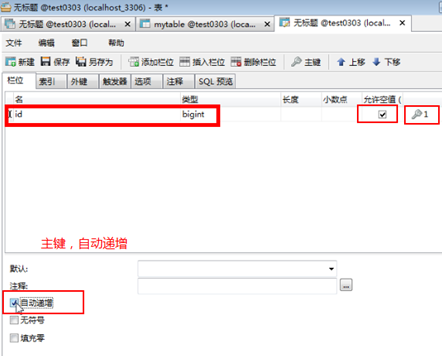 无标题 @test0303 (localhost_3306) - 表 *
无标题 @test0303 (local...
mytable @test0303 (loca...
无标题 @test0303 (local...
文件 编辑 窗口 帮助
新建 保存 另存为 添加栏位 插入栏位 删除栏位 主键 上移 下移
栏位 索引 外键 触发器 选项 注释 SQL 预览
名 类型 长度 小数点 允许空值 (
id bigint 1
主键，自动递增
默认:
注释:
...
自动递增
无符号
填充零